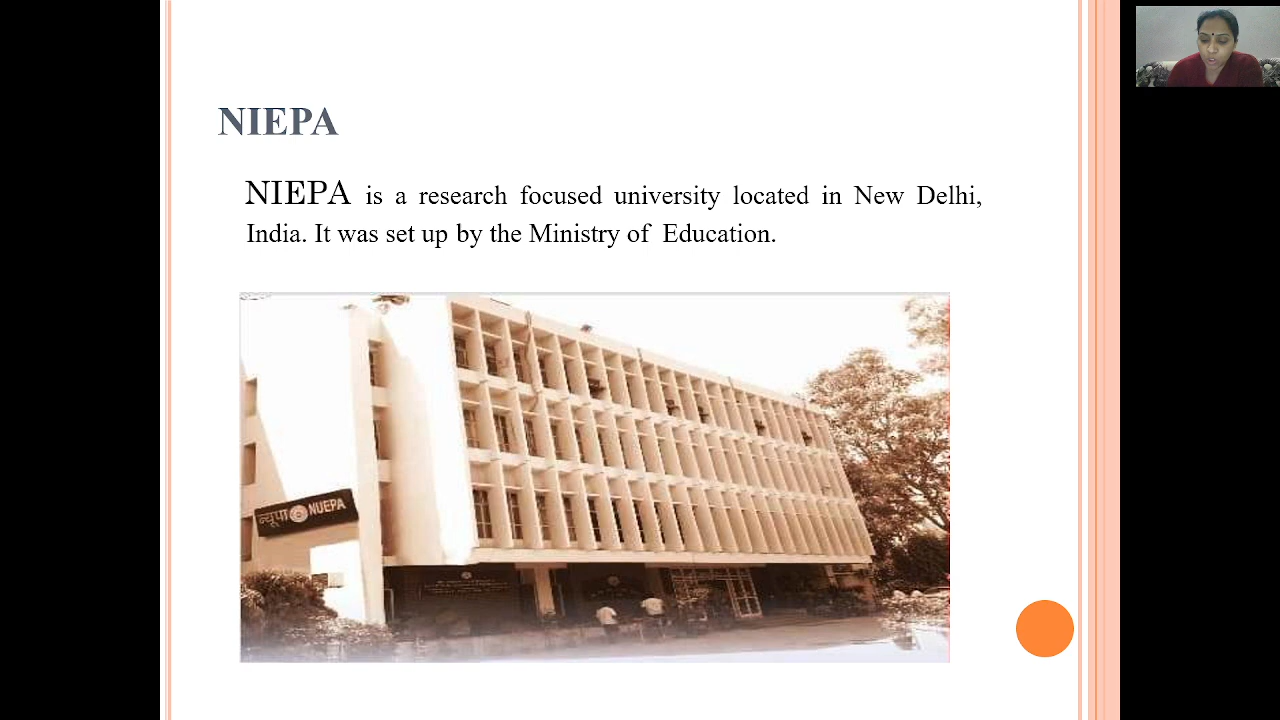 NIEPA
NIEPA is a research focused university located in New Delhi,
India. It was set up by the Ministry of Education.
न्यूपा NUEPA